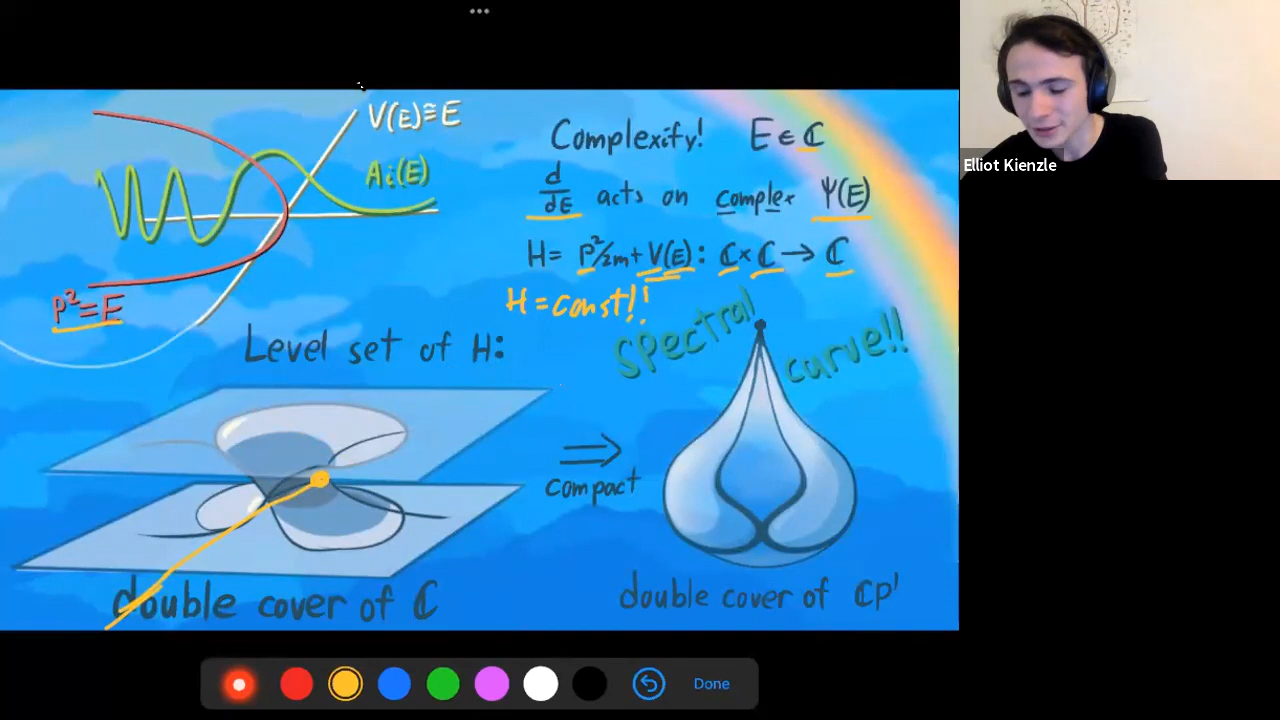 V(E)≅E
Ai(E)
P²=E
Complexify! E∈ℂ
d/dE acts on complex Ψ(E)
H= P²/2m+V(E): ℂ×ℂ→ℂ
H=const!!
Spectral curve!!
Level set of H:
⇒
compact
double cover of ℂ
double cover of ℂP¹
Elliot Kienzle
Done